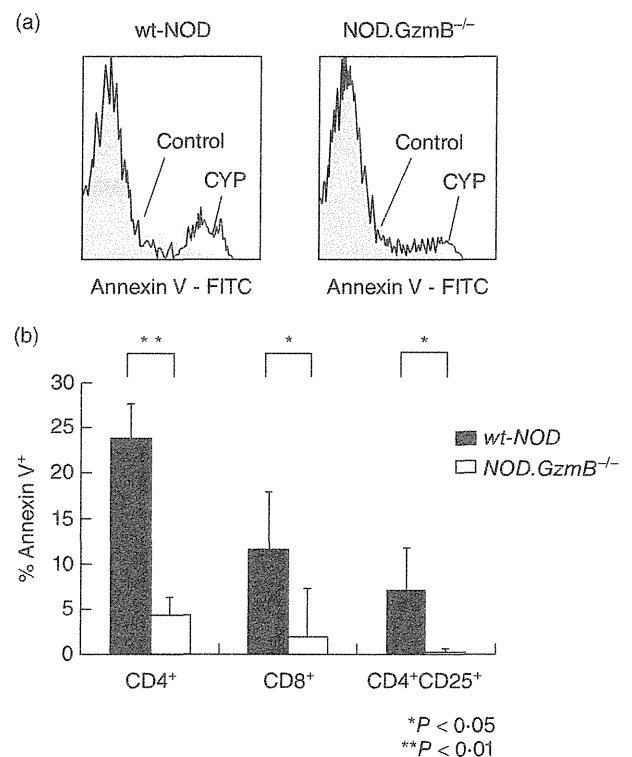 (a)
wt-NOD
NOD.GzmB⁻/⁻
Control
CYP
Control
CYP
Annexin V - FITC
Annexin V - FITC
(b)
** * *
30
25
20
15
10
5
0
% Annexin V⁺
wt-NOD
NOD.GzmB⁻/⁻
CD4⁺
CD8⁺
CD4⁺CD25⁺
*P < 0·05
**P < 0·01